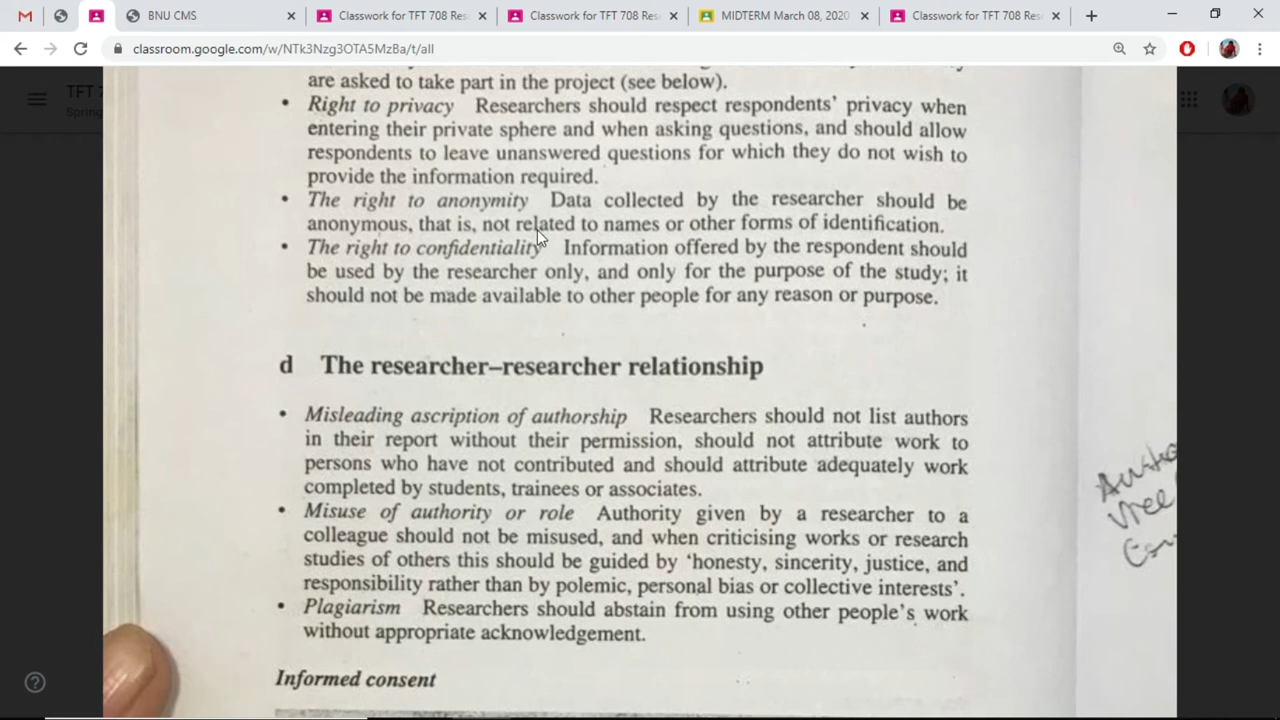 BNU CMS
Classwork for TFT 708 Res
Classwork for TFT 708 Res
MIDTERM March 08, 2020
Classwork for TFT 708 Res
classroom.google.com/w/NTk3Nzg3OTA5MzBa/t/all
TFT 7
Spring
are asked to take part in the project (see below).
• Right to privacy Researchers should respect respondents' privacy when
entering their private sphere and when asking questions, and should allow
respondents to leave unanswered questions for which they do not wish to
provide the information required.
• The right to anonymity Data collected by the researcher should be
anonymous, that is, not related to names or other forms of identification.
• The right to confidentiality Information offered by the respondent should
be used by the researcher only, and only for the purpose of the study; it
should not be made available to other people for any reason or purpose.
d The researcher–researcher relationship
• Misleading ascription of authorship Researchers should not list authors
in their report without their permission, should not attribute work to
persons who have not contributed and should attribute adequately work
completed by students, trainees or associates.
• Misuse of authority or role Authority given by a researcher to a
colleague should not be misused, and when criticising works or research
studies of others this should be guided by 'honesty, sincerity, justice, and
responsibility rather than by polemic, personal bias or collective interests'.
• Plagiarism Researchers should abstain from using other people's work
without appropriate acknowledgement.
Informed consent